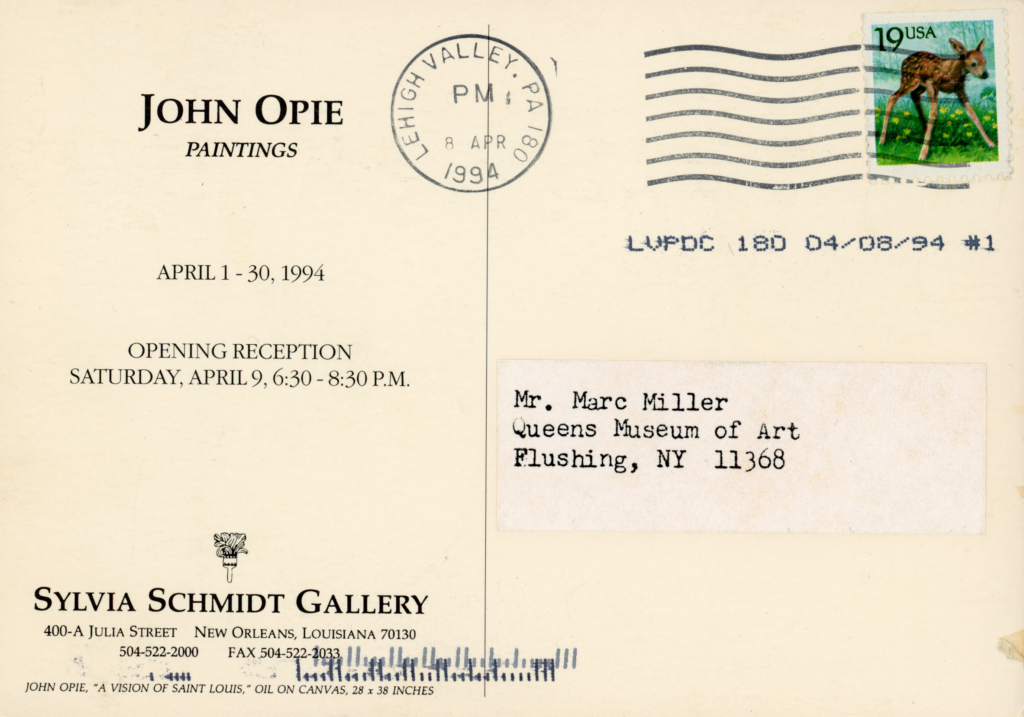 JOHN OPIE
PAINTINGS
APRIL 1 - 30, 1994
OPENING RECEPTION
SATURDAY, APRIL 9, 6:30 - 8:30 P.M.
SYLVIA SCHMIDT GALLERY
400-A JULIA STREET NEW ORLEANS, LOUISIANA 70130
504-522-2000 FAX 504-522-2033
JOHN OPIE, "A VISION OF SAINT LOUIS," OIL ON CANVAS, 28 x 38 INCHES
LEHIGH VALLEY, PA 180
PM
8 APR
1994
19 USA
LVPDC 180 04/08/94 #1
Mr. Marc Miller
Queens Museum of Art
Flushing, NY 11368